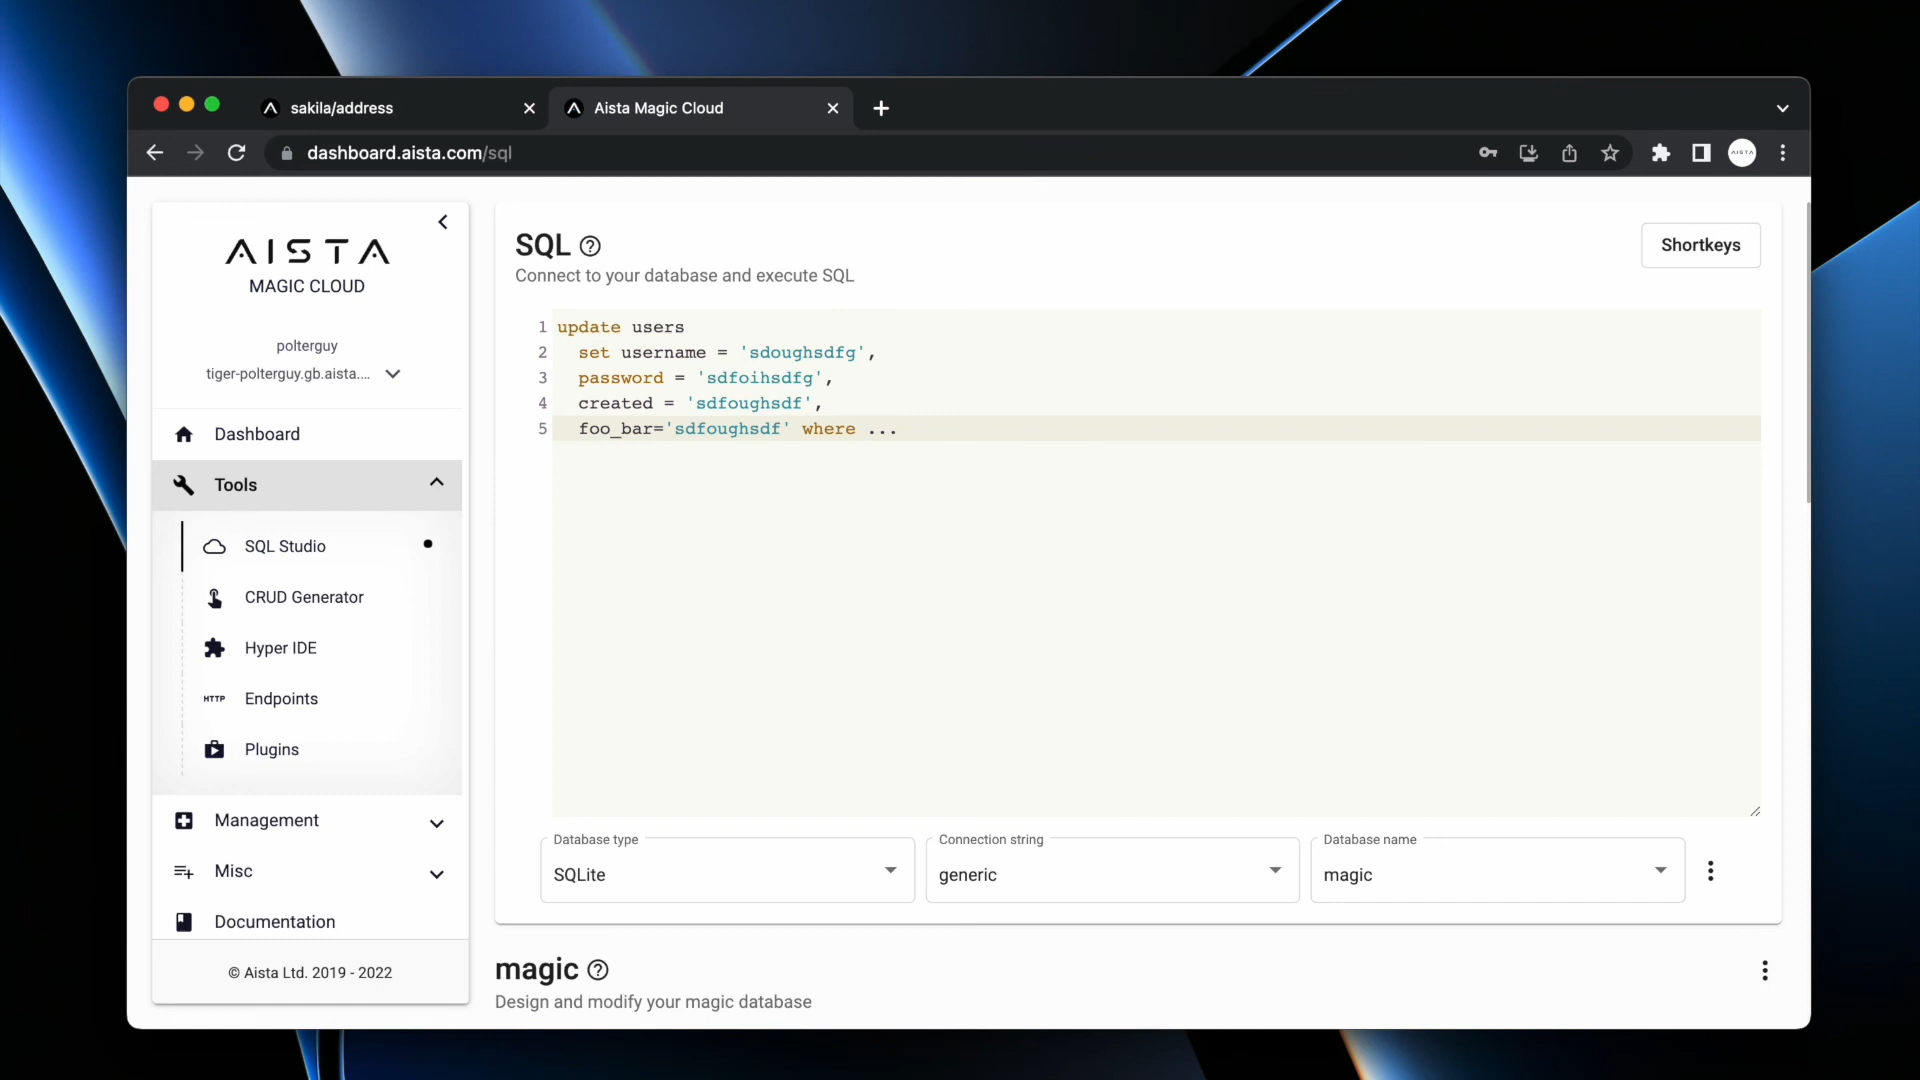 sakila/address
Aista Magic Cloud
dashboard.aista.com/sql
AISTA
AISTA
MAGIC CLOUD
polterguy
tiger-polterguy.gb.aista....
Dashboard
Tools
SQL Studio
CRUD Generator
Hyper IDE
HTTP Endpoints
Plugins
Management
Misc
Documentation
© Aista Ltd. 2019 - 2022
SQL ?
Shortkeys
Connect to your database and execute SQL
1 update users
2 set username = 'sdoughsdfg',
3 password = 'sdfoihsdfg',
4 created = 'sdfoughsdf',
5 foo_bar='sdfoughsdf' where ...
Database type
SQLite
Connection string
generic
Database name
magic
magic ?
Design and modify your magic database